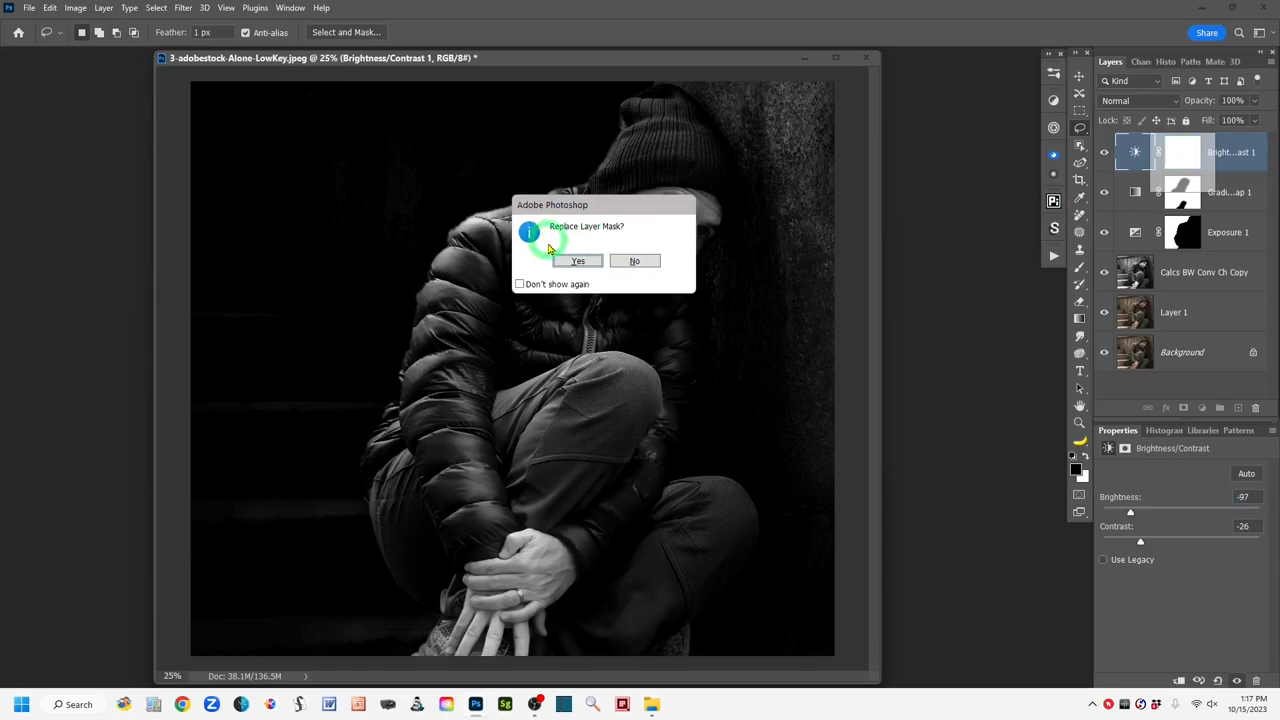 Ps File Edit Image Layer Type Select Filter 3D View Plugins Window Help
Feather: 1 px Anti-alias Select and Mask... Share
3-adobestock-Alone-LowKey.jpeg @ 25% (Brightness/Contrast 1, RGB/8#) *
Layers Chan Histo Paths Mate 3D
Kind
Normal Opacity: 100%
Lock: Fill: 100%
Bright...ast 1
Gradi...ap 1
Exposure 1
Calcs BW Conv Ch Copy
Layer 1
Background
Adobe Photoshop
Replace Layer Mask?
Yes No
Don't show again
Properties Histogran Libraries Patterns
Brightness/Contrast
Auto
Brightness: -97
Contrast: -26
Use Legacy
25% Doc: 38.1M/136.5M
Search
1:17 PM
10/15/2023